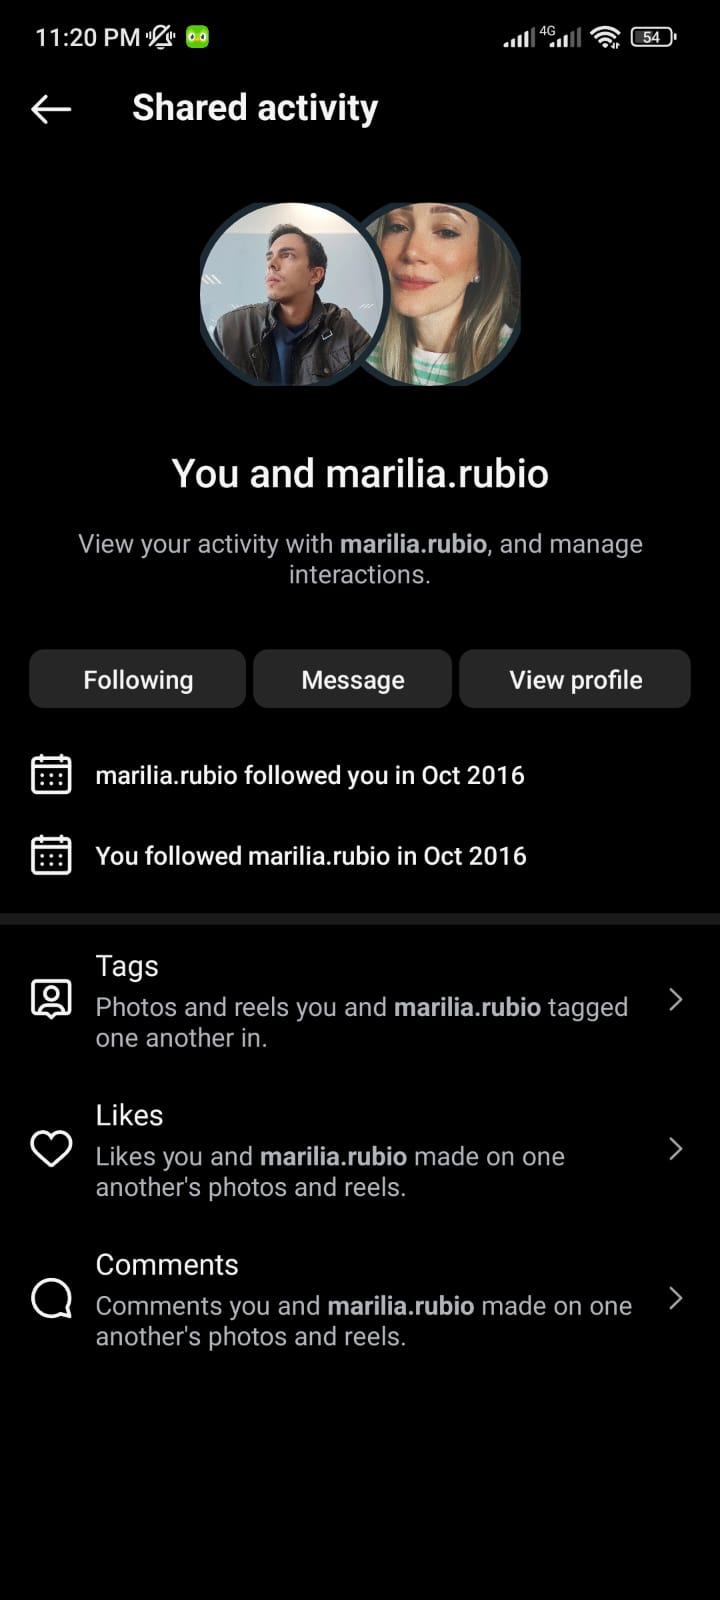 11:20 PM 4G 54
Shared activity
You and marilia.rubio
View your activity with marilia.rubio, and manage
interactions.
Following Message View profile
marilia.rubio followed you in Oct 2016
You followed marilia.rubio in Oct 2016
Tags
Photos and reels you and marilia.rubio tagged
one another in.
Likes
Likes you and marilia.rubio made on one
another's photos and reels.
Comments
Comments you and marilia.rubio made on one
another's photos and reels.